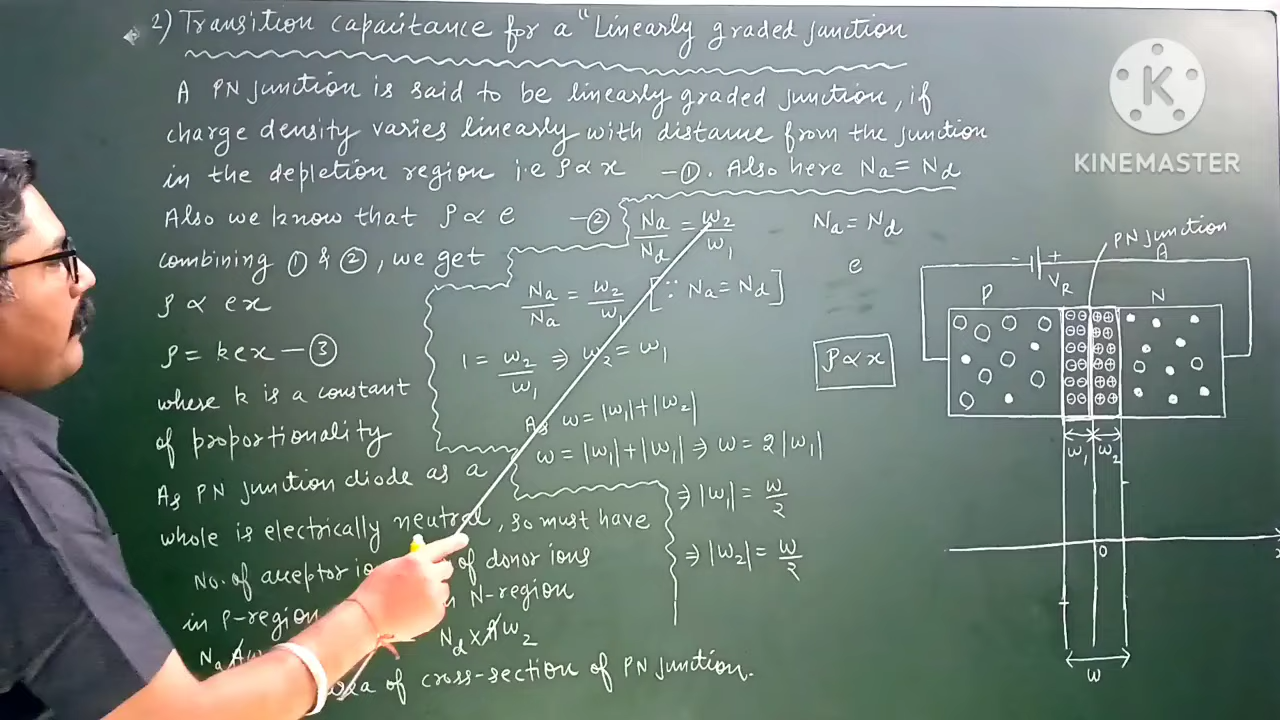 2) Transition capacitance for a "Linearly graded junction
A PN junction is said to be linearly graded junction, if
charge density varies linearly with distance from the junction
in the depletion region i.e ρ ∝ x —①. Also here Na = Nd
Also we know that ρ ∝ e —②
combining ① & ②, we get
ρ ∝ ex
ρ = kex —③
where k is a constant
of proportionality
As PN junction diode as a
whole is electrically neutral, so must have
No. of acceptor of donor ions
in P-region N-region
Na A Nd × A w2
area of cross-section of PN junction.
Na/Nd = w2/w1
Na/Na = w2/w1 [∵ Na = Nd]
1 = w2/w1 ⇒ w2 = w1
As w = |w1| + |w2|
w = |w1| + |w1| ⇒ w = 2|w1|
⇒ |w1| = w/2
⇒ |w2| = w/2
Na = Nd
e
ρ ∝ x
PN junction
A
- +
VR
P N
w1 w2
0
w
KINEMASTER